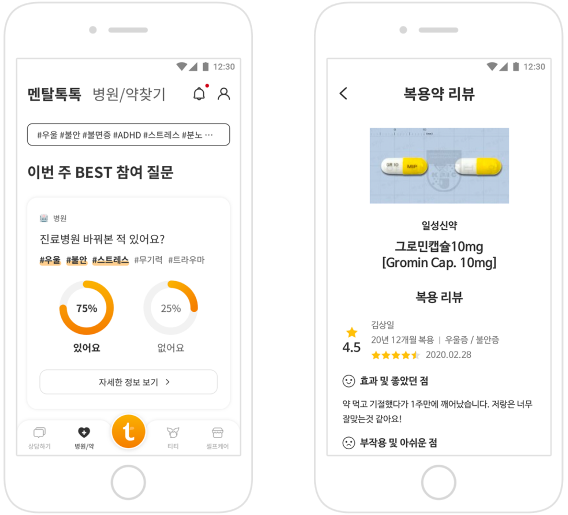 12:30
멘탈톡톡 병원/약찾기
#우울 #불안 #불면증 #ADHD #스트레스 #분노 ···
이번 주 BEST 참여 질문
병원
진료병원 바꿔본 적 있어요?
#우울 #불안 #스트레스 #무기력 #트라우마
75% 25%
있어요 없어요
자세한 정보 보기 >
상담하기 병원/약 t 티티 셀프케어
12:30
복용약 리뷰
일성신약
그로민캡슐10mg
[Gromin Cap. 10mg]
복용 리뷰
김상일
20년 12개월 복용 | 우울증 / 불안증
4.5
2020.02.28
효과 및 좋았던 점
약 먹고 기절했다가 1주만에 깨어났습니다. 저랑은 너무
잘맞는것 같아요!
부작용 및 아쉬운 점